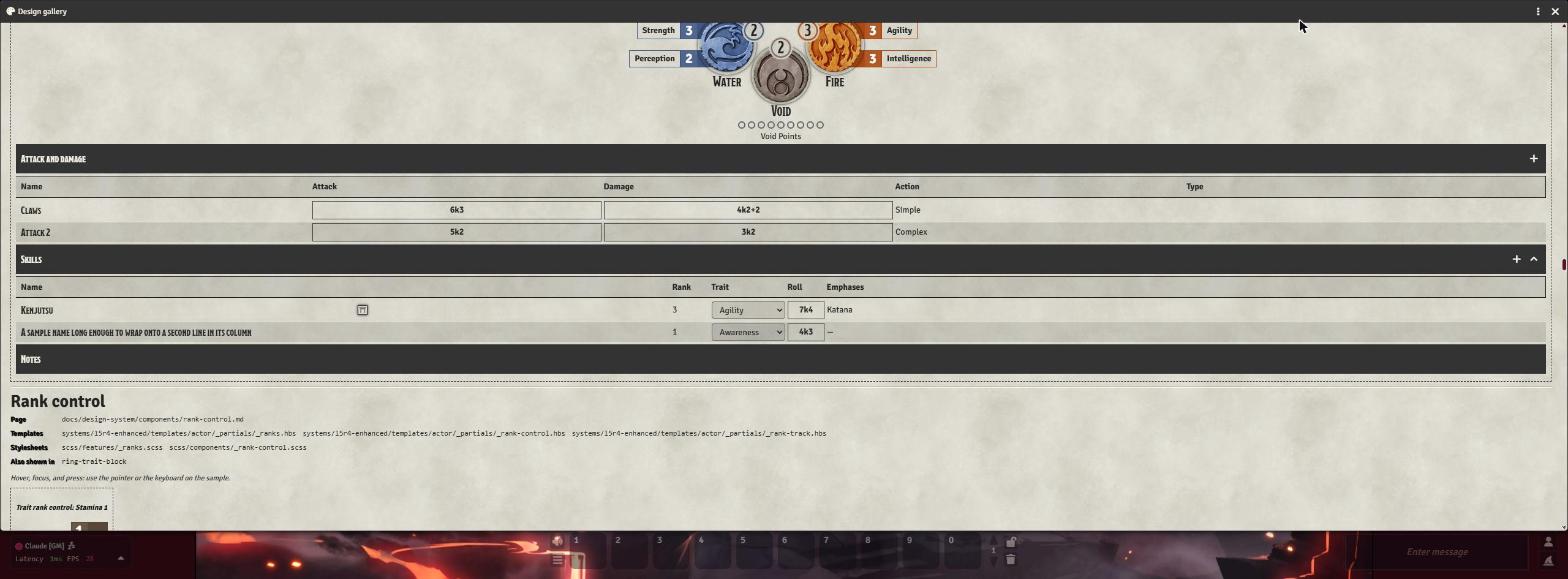 Design gallery
Strength 3 2 3 3 Agility
Perception 2 2 3 Intelligence
Water Fire
Void
Void Points
Attack and damage
Name Attack Damage Action Type
Claws 6k3 4k2+2 Simple
Attack 2 5k2 3k2 Complex
Skills
Name Rank Trait Roll Emphases
Kenjutsu 3 Agility 7k4 Katana
A sample name long enough to wrap onto a second line in its column 1 Awareness 4k3 —
Notes
Rank control
Page docs/design-system/components/rank-control.md
Templates systems/l5r4-enhanced/templates/actor/_partials/_ranks.hbs systems/l5r4-enhanced/templates/actor/_partials/_rank-control.hbs systems/l5r4-enhanced/templates/actor/_partials/_rank-track.hbs
Stylesheets scss/features/_ranks.scss scss/components/_rank-control.scss
Also shown in ring-trait-block
Hover, focus, and press: use the pointer or the keyboard on the sample.
Trait rank control: Stamina 1
Claude [GM]
Latency 3ms FPS 28
1 2 3 4 5 6 7 8 9 0
1
Enter message